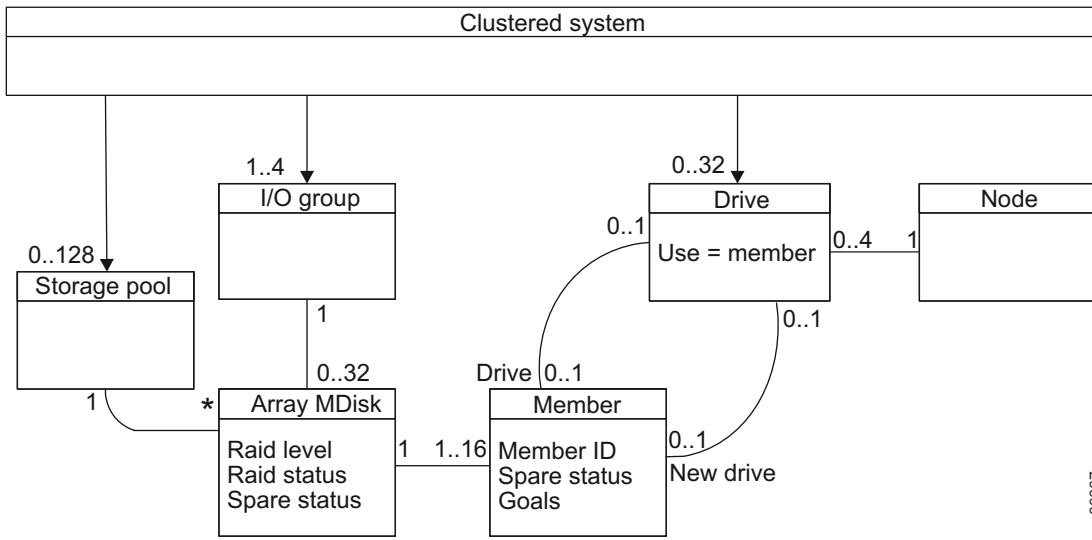 Clustered system
1..4
0..32
I/O group
Drive
Node
0..128
0..1
Use = member
0..4
1
Storage pool
1
0..1
0..32
Drive
0..1
1
*
Array MDisk
Member
Raid level
Raid status
Spare status
1
1..16
Member ID
Spare status
Goals
0..1
New drive